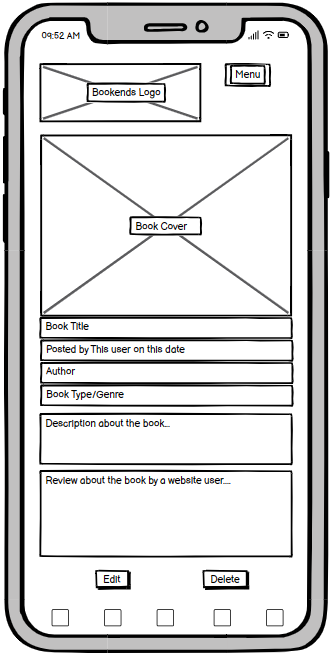 09:52 AM
Menu
Bookends Logo
Book Cover
Book Title
Posted by This user on this date
Author
Book Type/Genre
Description about the book...
Review about the book by a website user....
Edit
Delete